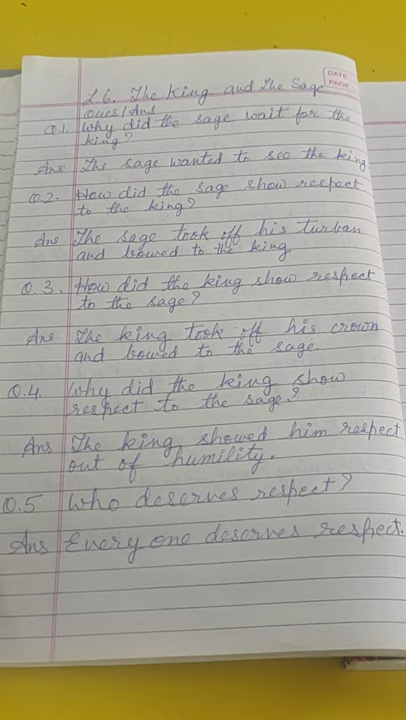 DATE
PAGE
L6. The King and The Sage
Ques/Ans
Q.1. Why did the sage wait for the
king?
Ans The sage wanted to see the king
Q.2. How did the sage show respect
to the king?
Ans The sage took off his turban
and bowed to the king
Q.3. How did the king show respect
to the sage?
Ans The king took off his crown
and bowed to the sage.
Q.4. Why did the king show
respect to the sage?
Ans The king showed him respect
out of humility.
Q.5 Who deserves respect?
Ans Every one deserves respect.